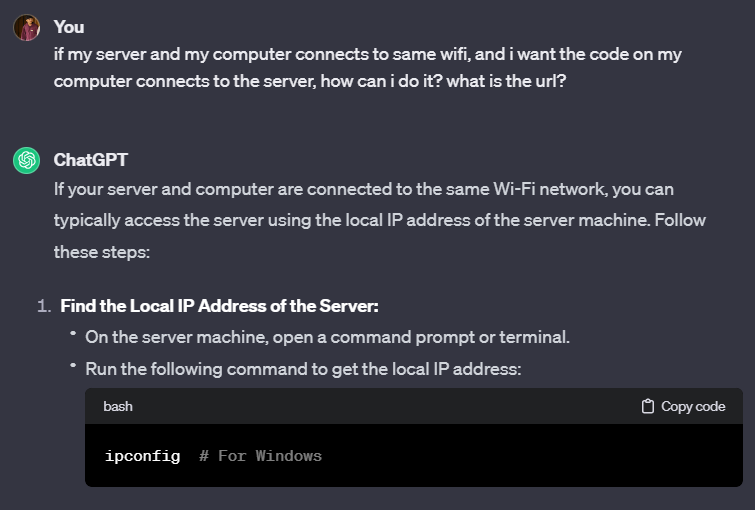 You
if my server and my computer connects to same wifi, and i want the code on my
computer connects to the server, how can i do it? what is the url?
ChatGPT
If your server and computer are connected to the same Wi-Fi network, you can
typically access the server using the local IP address of the server machine. Follow
these steps:
1. Find the Local IP Address of the Server:
• On the server machine, open a command prompt or terminal.
• Run the following command to get the local IP address:
bash Copy code
ipconfig # For Windows